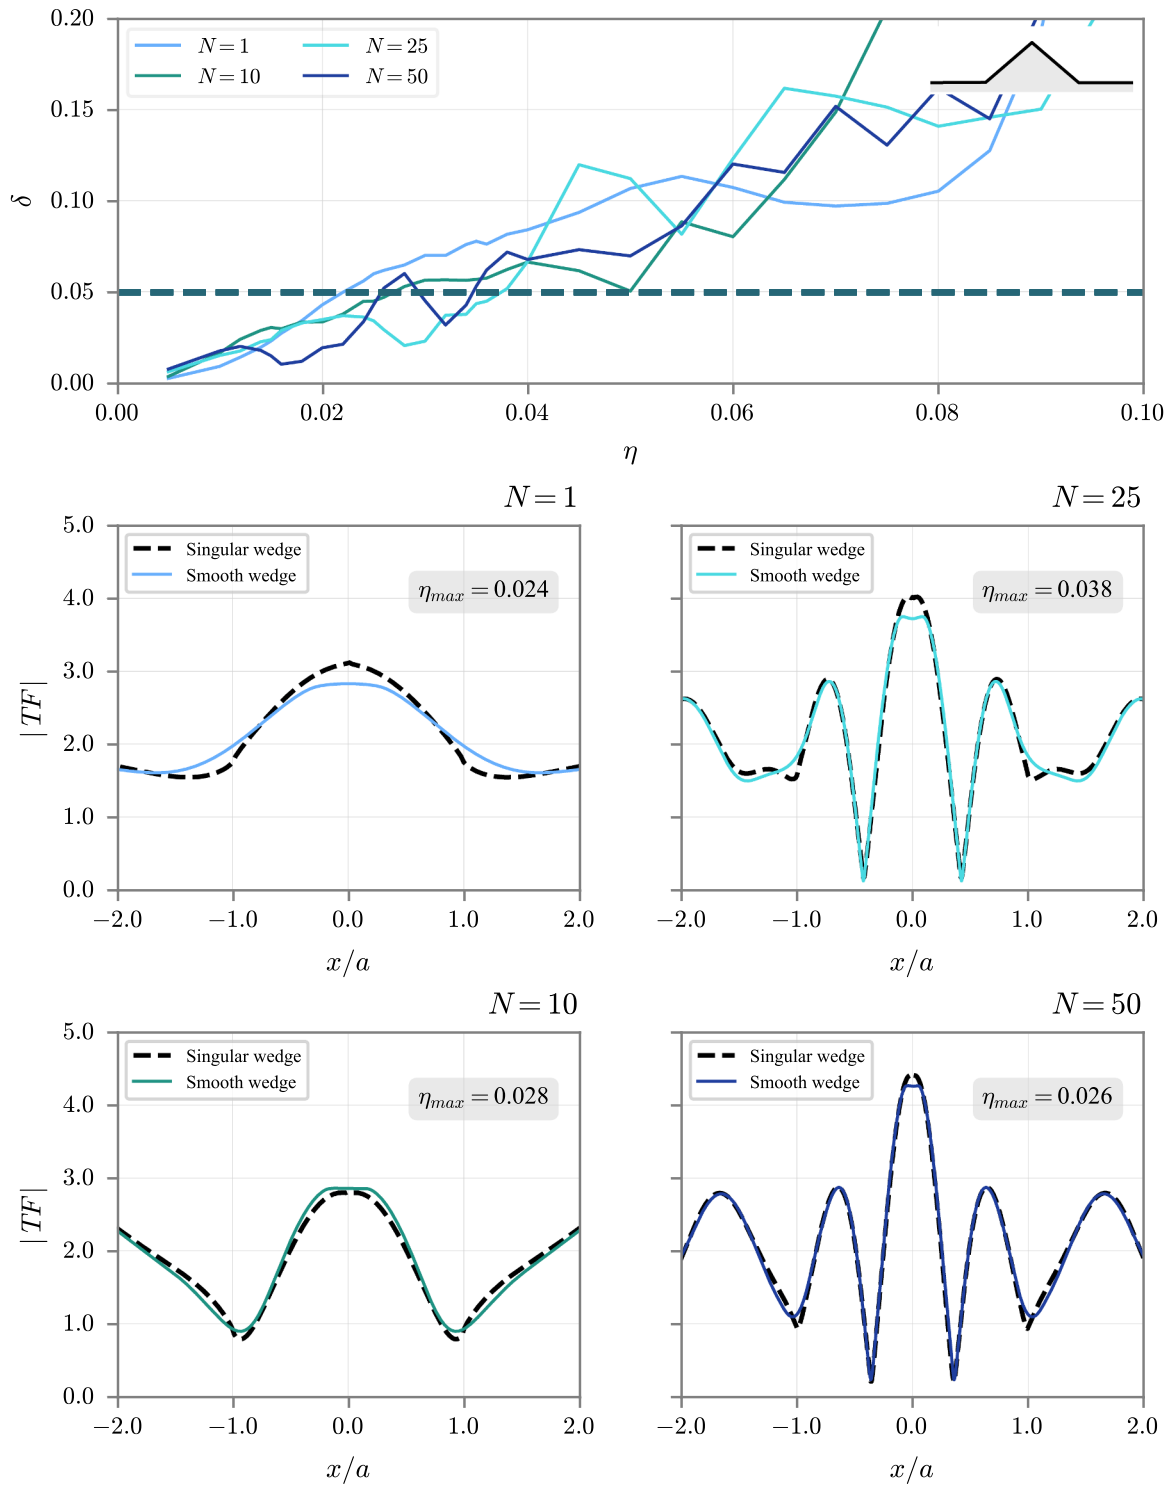 0.20
0.15
0.10
0.05
0.00
δ
N = 1
N = 10
N = 25
N = 50
0.00 0.02 0.04 0.06 0.08 0.10
η
N = 1
5.0
4.0
3.0
2.0
1.0
0.0
|TF|
Singular wedge
Smooth wedge
η_max = 0.024
−2.0 −1.0 0.0 1.0 2.0
x/a
N = 25
Singular wedge
Smooth wedge
η_max = 0.038
−2.0 −1.0 0.0 1.0 2.0
x/a
N = 10
5.0
4.0
3.0
2.0
1.0
0.0
|TF|
Singular wedge
Smooth wedge
η_max = 0.028
−2.0 −1.0 0.0 1.0 2.0
x/a
N = 50
Singular wedge
Smooth wedge
η_max = 0.026
−2.0 −1.0 0.0 1.0 2.0
x/a